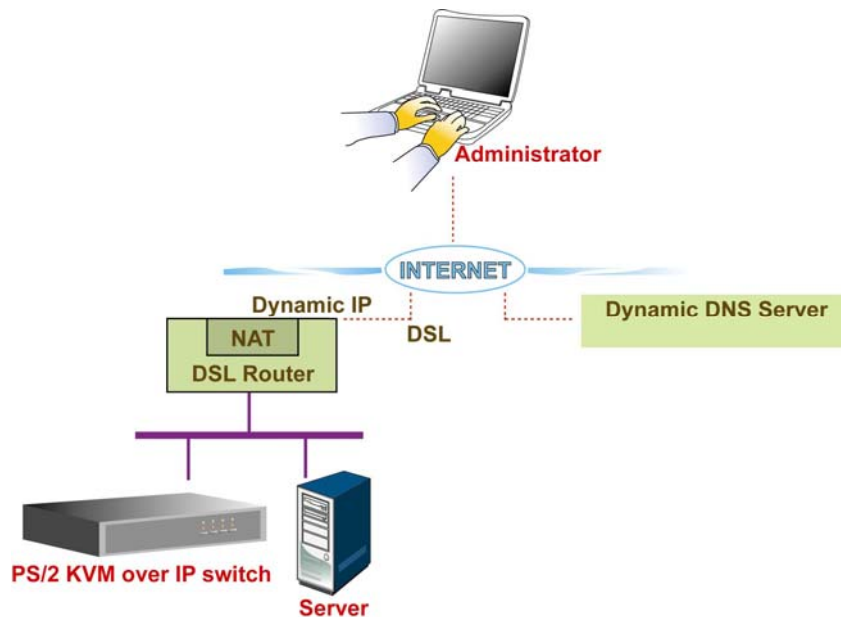 Administrator
INTERNET
Dynamic IP
DSL
Dynamic DNS Server
NAT
DSL Router
PS/2 KVM over IP switch
Server